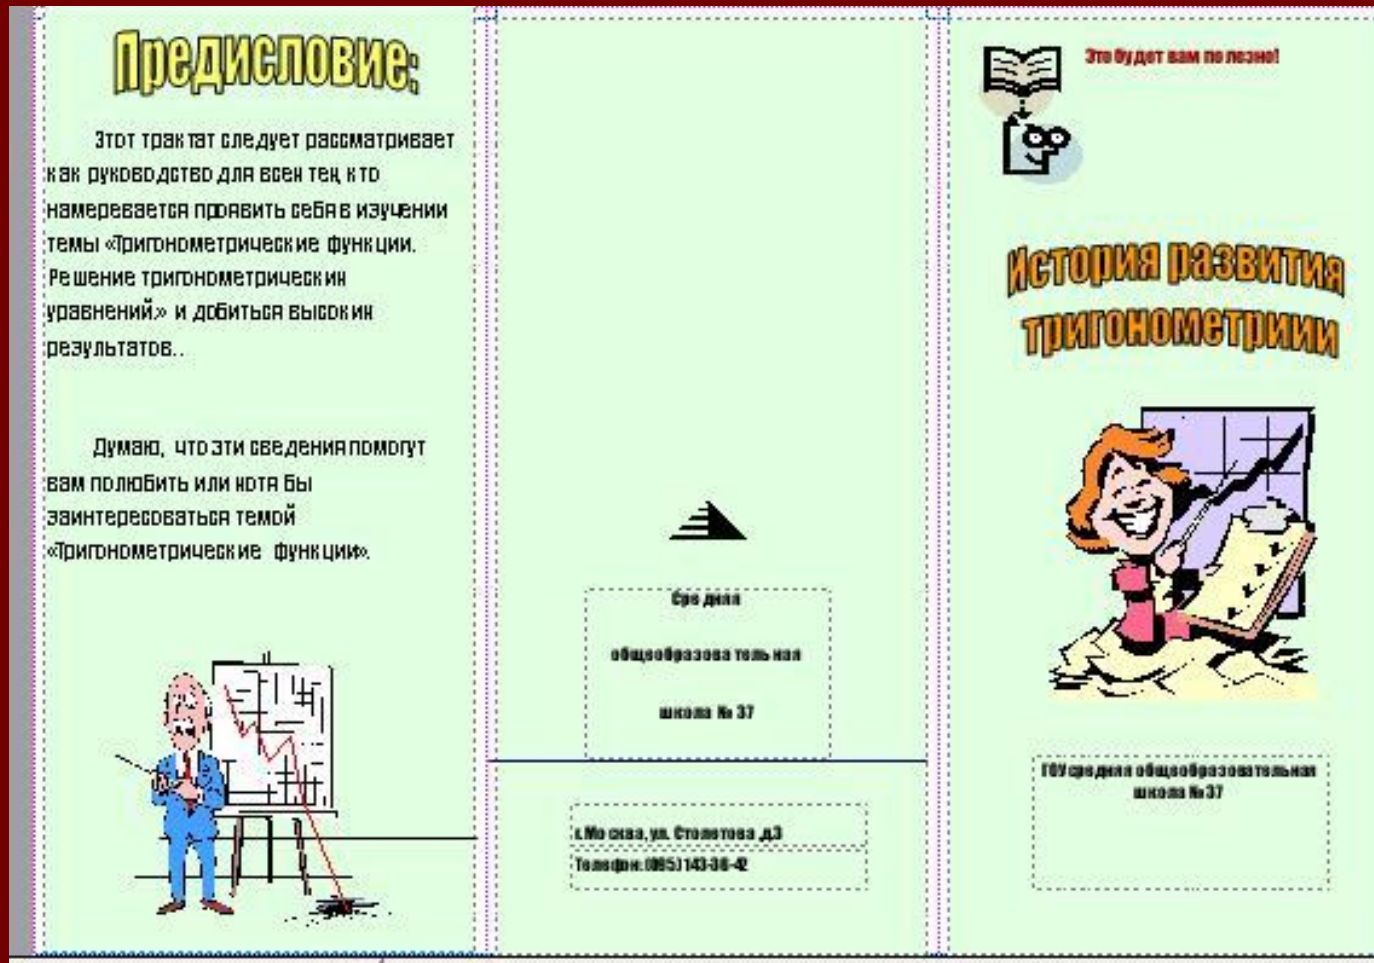 Предисловие:
Этот трактат следует рассматривает
как руководство для всех тех, кто
намеревается проявить себя в изучении
темы «Тригонометрические функции.
Решение тригонометрических
уравнений.» и добиться высоких
результатов..
Думаю, что эти сведения помогут
вам полюбить или хотя бы
заинтересоваться темой
«Тригонометрические функции».
Средняя
общеобразовательная
школа № 37
г.Москва, ул. Столетова д.3
Телефон: (095) 143-36-42
Это будет вам полезно!
История развития
тригонометриии
ГОУ средняя общеобразовательная
школа №37